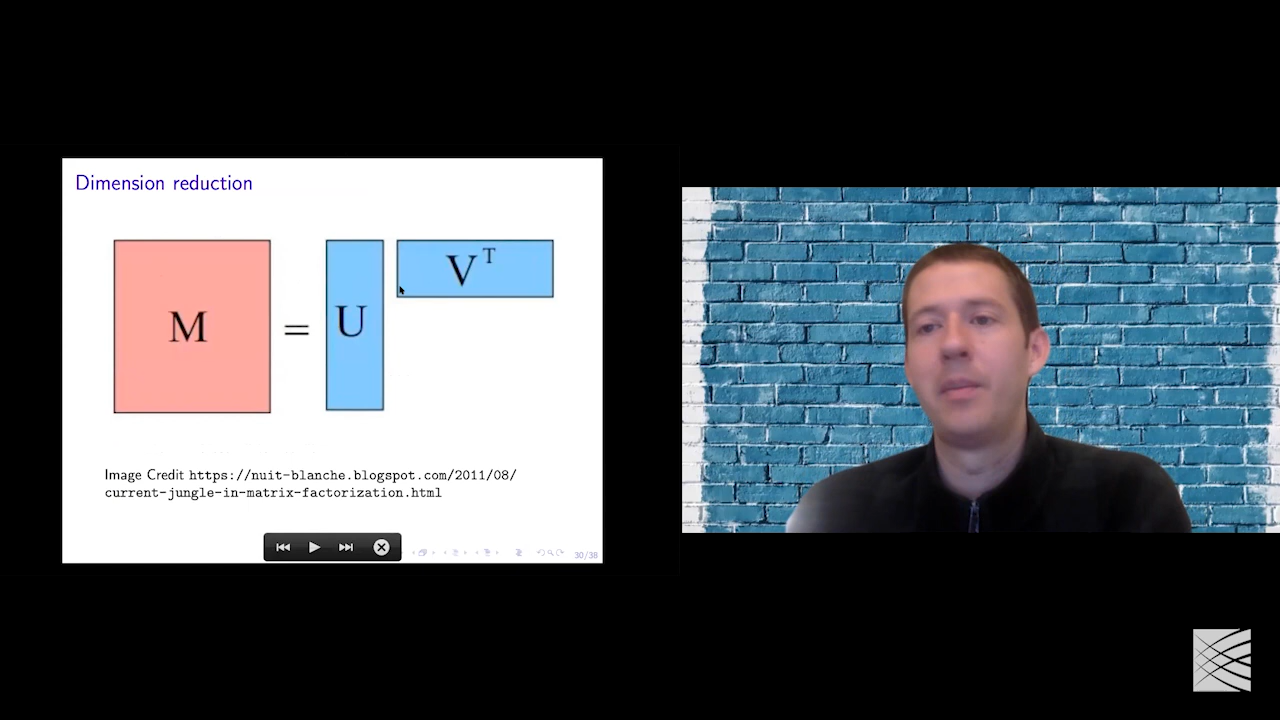 Dimension reduction
M
=
U
V T
Image Credit https://nuit-blanche.blogspot.com/2011/08/
current-jungle-in-matrix-factorization.html
30/38